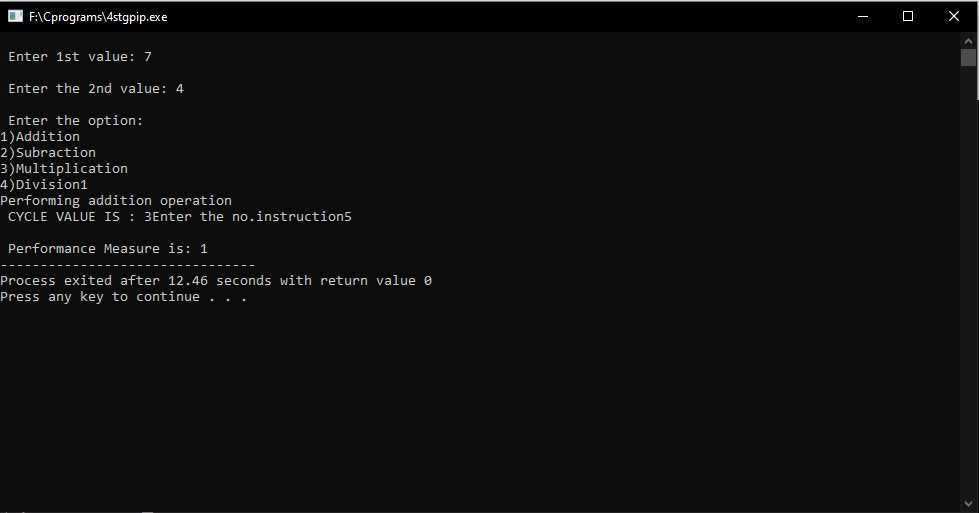 F:\Cprograms\4stgpip.exe
Enter 1st value: 7
Enter the 2nd value: 4
Enter the option:
1)Addition
2)Subraction
3)Multiplication
4)Division1
Performing addition operation
CYCLE VALUE IS : 3Enter the no.instruction5
Performance Measure is: 1
--------------------------------
Process exited after 12.46 seconds with return value 0
Press any key to continue . . .